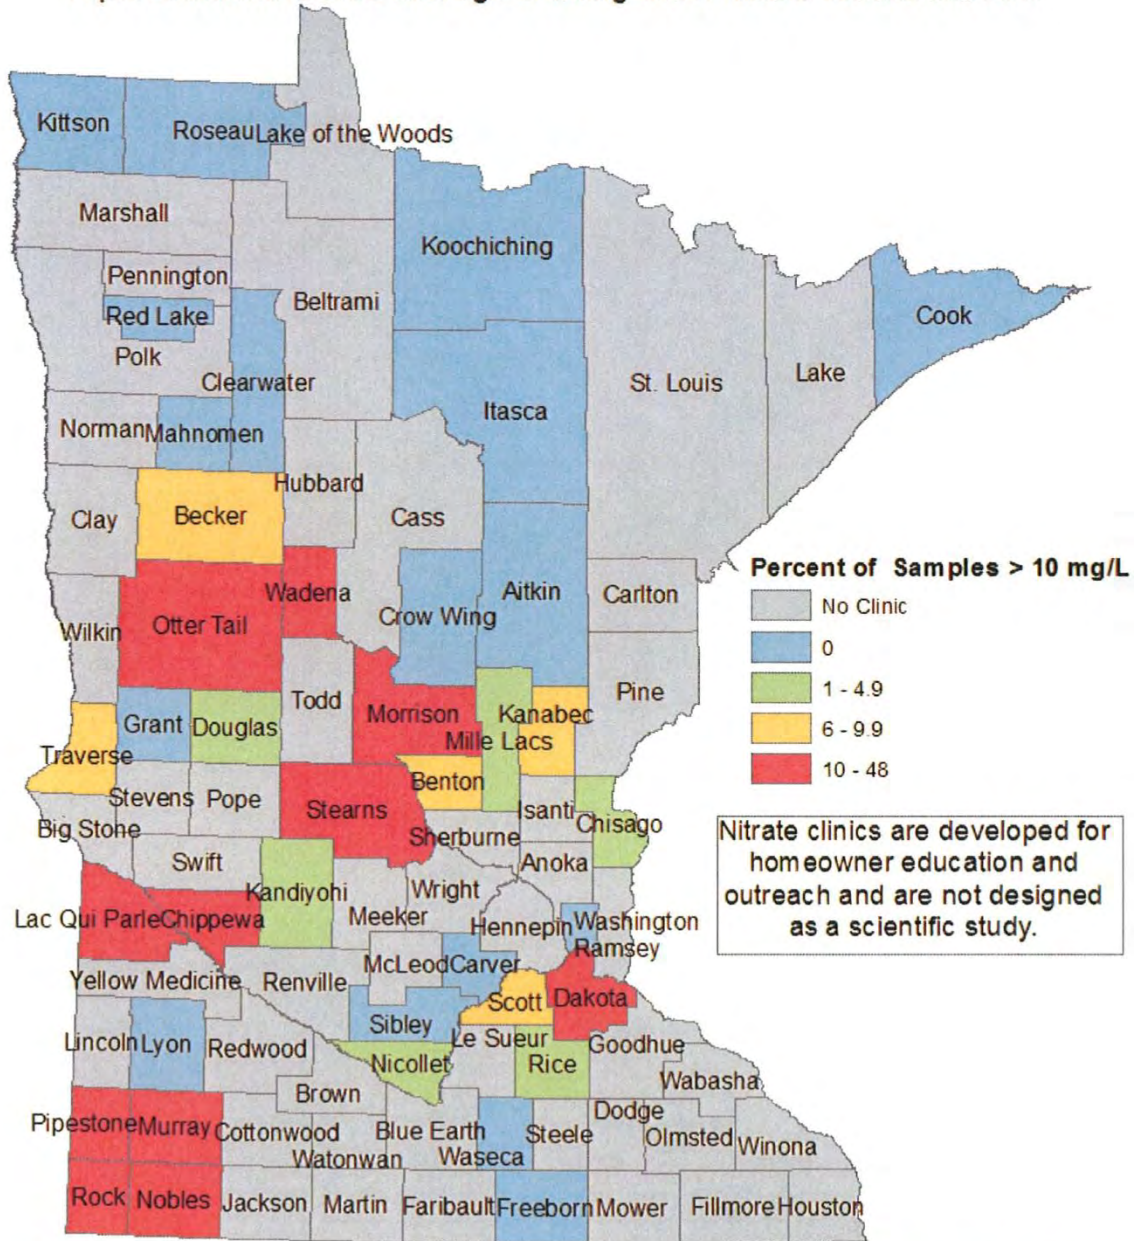 Kittson
Roseau
Lake of the Woods
Marshall
Koochiching
Pennington
Beltrami
Red Lake
Cook
Polk
St. Louis
Lake
Clearwater
Itasca
Norman
Mahnomen
Hubbard
Becker
Clay
Cass
Percent of Samples > 10 mg/L
No Clinic
0
1 - 4.9
6 - 9.9
10 - 48
Wadena
Aitkin
Carlton
Crow Wing
Otter Tail
Wilkin
Todd
Pine
Morrison
Kanabec
Grant
Douglas
Mille Lacs
Traverse
Benton
Stevens
Pope
Stearns
Isanti
Chisago
Big Stone
Sherburne
Swift
Anoka
Kandiyohi
Wright
Nitrate clinics are developed for
homeowner education and
outreach and are not designed
as a scientific study.
Lac Qui Parle
Chippewa
Meeker
Hennepin
Washington
Ramsey
McLeod
Carver
Yellow Medicine
Renville
Scott
Dakota
Sibley
Le Sueur
Lincoln
Lyon
Redwood
Goodhue
Nicollet
Rice
Wabasha
Brown
Dodge
Pipestone
Murray
Cottonwood
Blue Earth
Steele
Olmsted
Winona
Watonwan
Waseca
Rock
Nobles
Jackson
Martin
Faribault
Freeborn
Mower
Fillmore
Houston